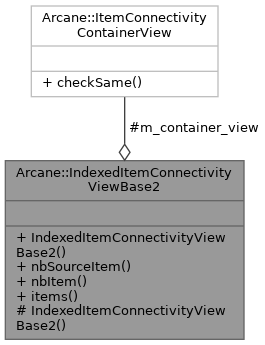 Arcane::ItemConnectivity
ContainerView
+ checkSame()
#m_container_view
Arcane::IndexedItemConnectivity
ViewBase2
+ IndexedItemConnectivityView
Base2()
+ nbSourceItem()
+ nbItem()
+ items()
# IndexedItemConnectivityView
Base2()